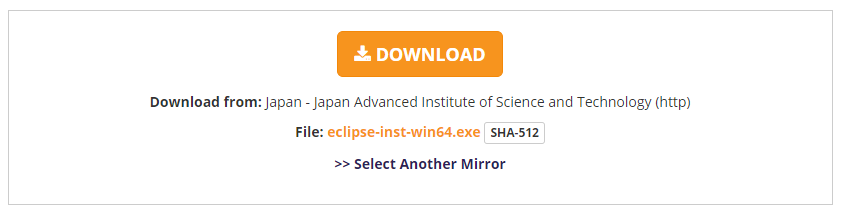 DOWNLOAD
Download from: Japan - Japan Advanced Institute of Science and Technology (http)
File: eclipse-inst-win64.exe SHA-512
>> Select Another Mirror